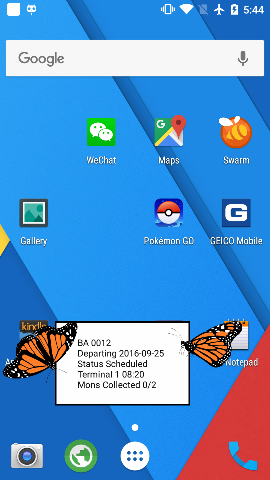 5:44
Google
WeChat
Maps
Swarm
Gallery
Pokémon GO
GEICO Mobile
kindle
Notepad
BA 0012
Departing 2016-09-25
Status Scheduled
Terminal 1 08:20
Mons Collected 0/2